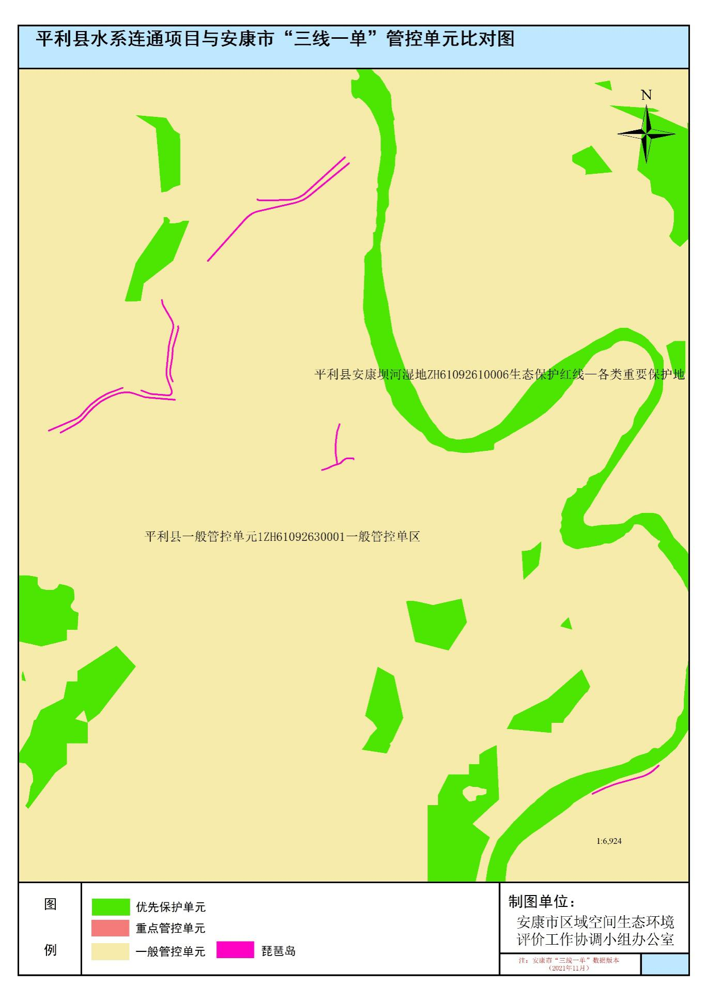 平利县水系连通项目与安康市“三线一单”管控单元比对图
N
平利县安康坝河湿地ZH61092610006生态保护红线—各类重要保护地
平利县一般管控单元1ZH61092630001一般管控单区
1:6,924
图
例
优先保护单元
重点管控单元
一般管控单元
琵琶岛
制图单位：
安康市区域空间生态环境
评价工作协调小组办公室
注：安康市“三线一单”数据版本
（2021年11月）